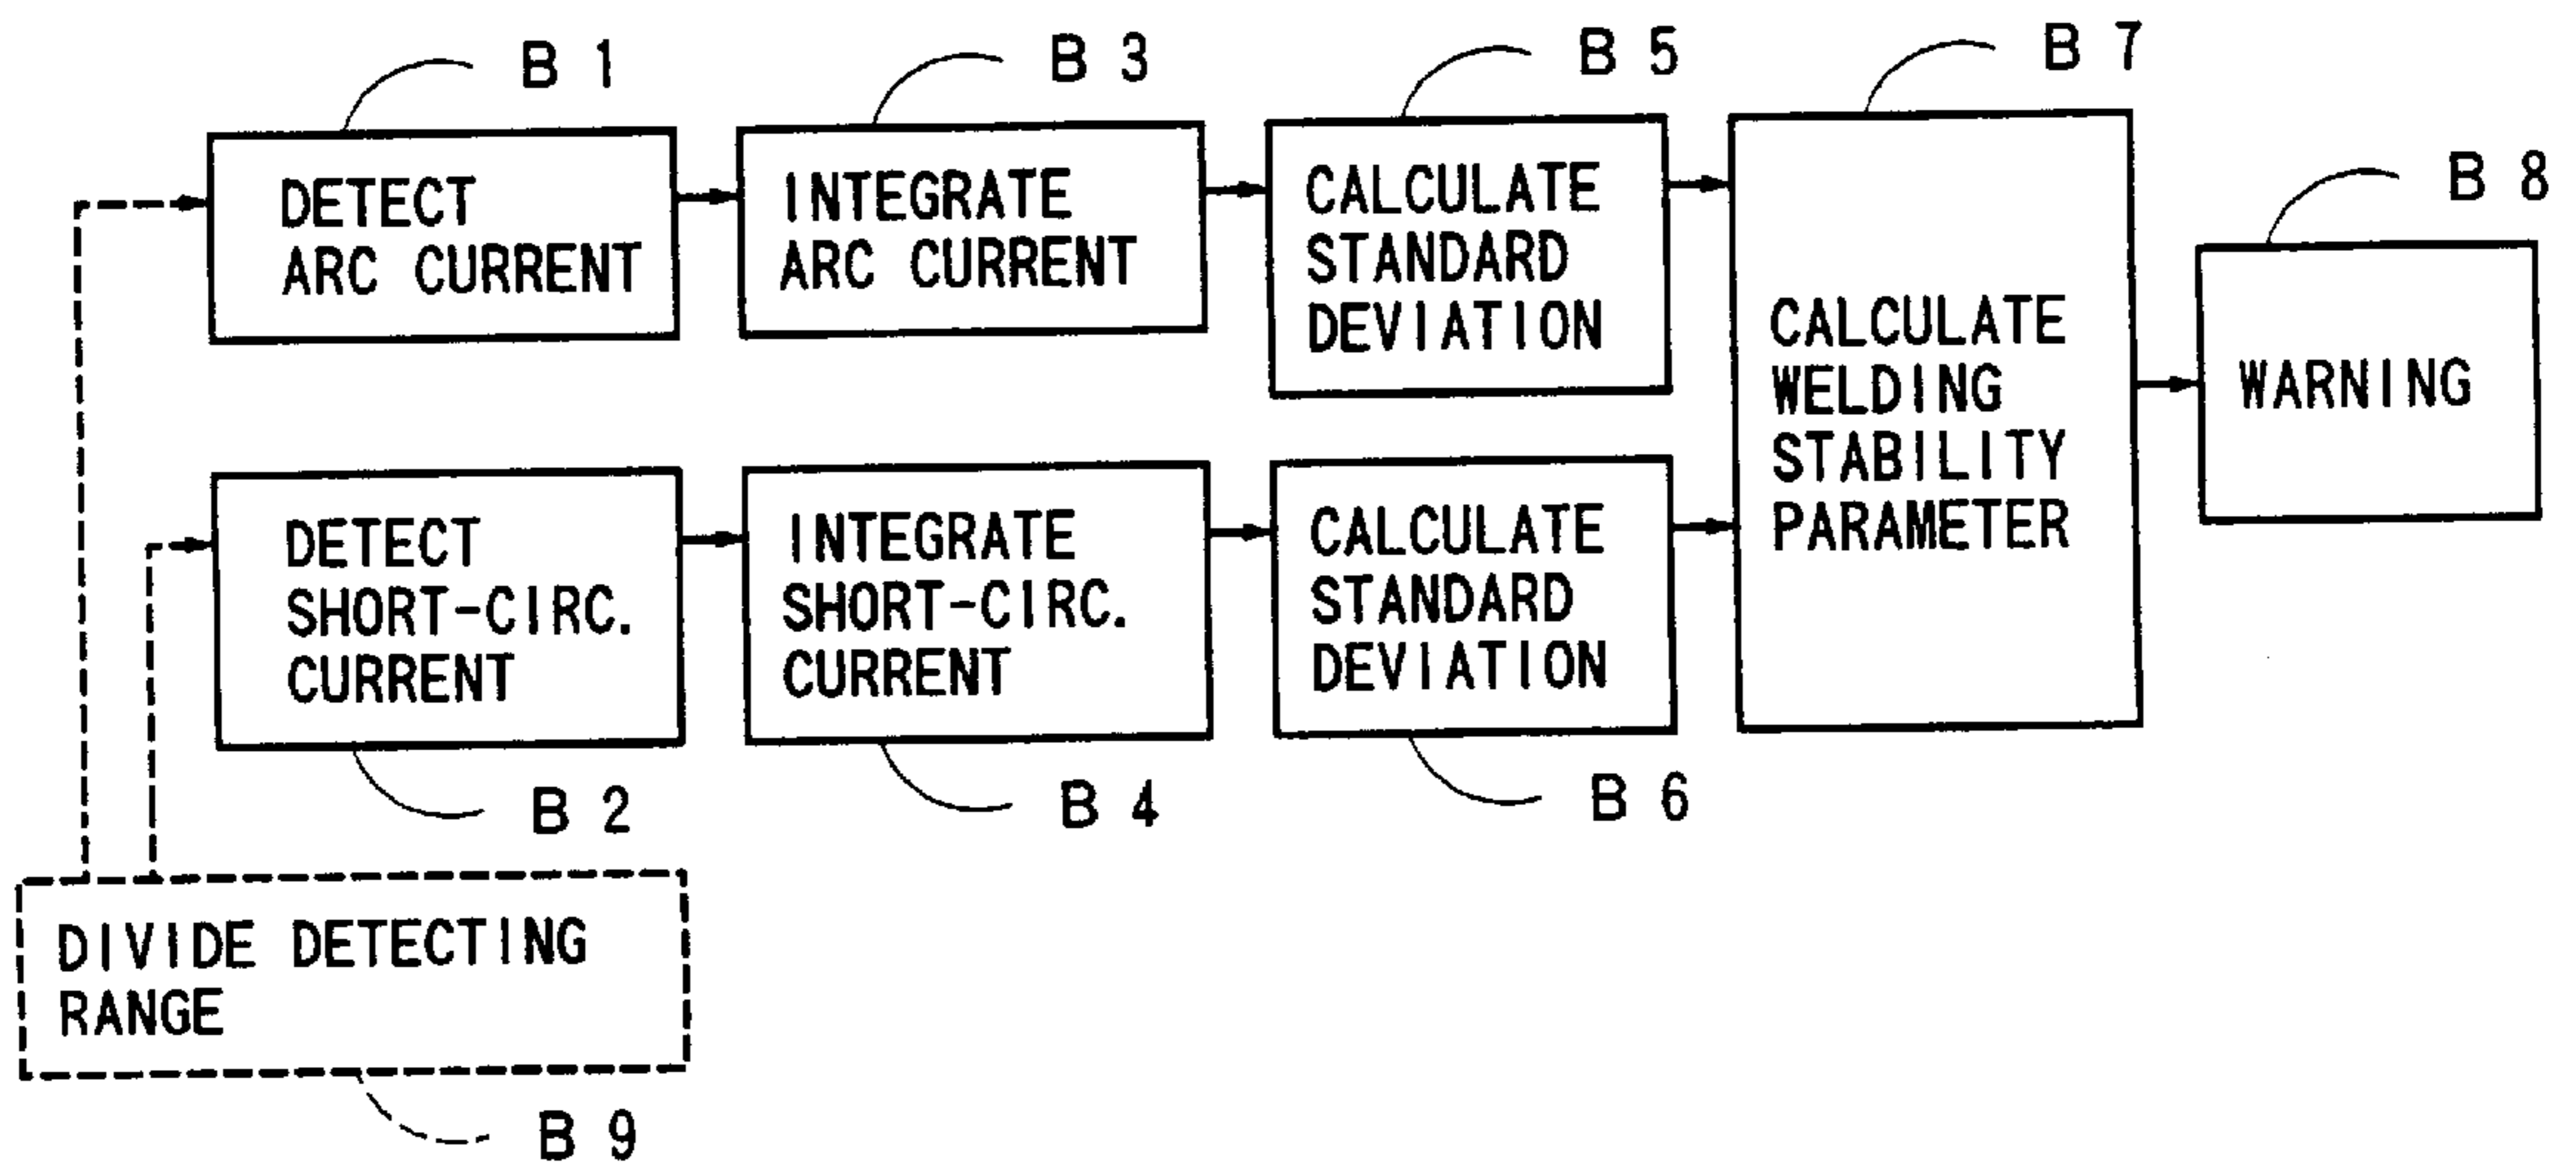 B 1
B 3
B 5
B 7
B 8
DETECT
ARC CURRENT
INTEGRATE
ARC CURRENT
CALCULATE
STANDARD
DEVIATION
CALCULATE
WELDING
STABILITY
PARAMETER
WARNING
DETECT
SHORT-CIRC.
CURRENT
INTEGRATE
SHORT-CIRC.
CURRENT
CALCULATE
STANDARD
DEVIATION
B 2
B 4
B 6
DIVIDE DETECTING
RANGE
B 9